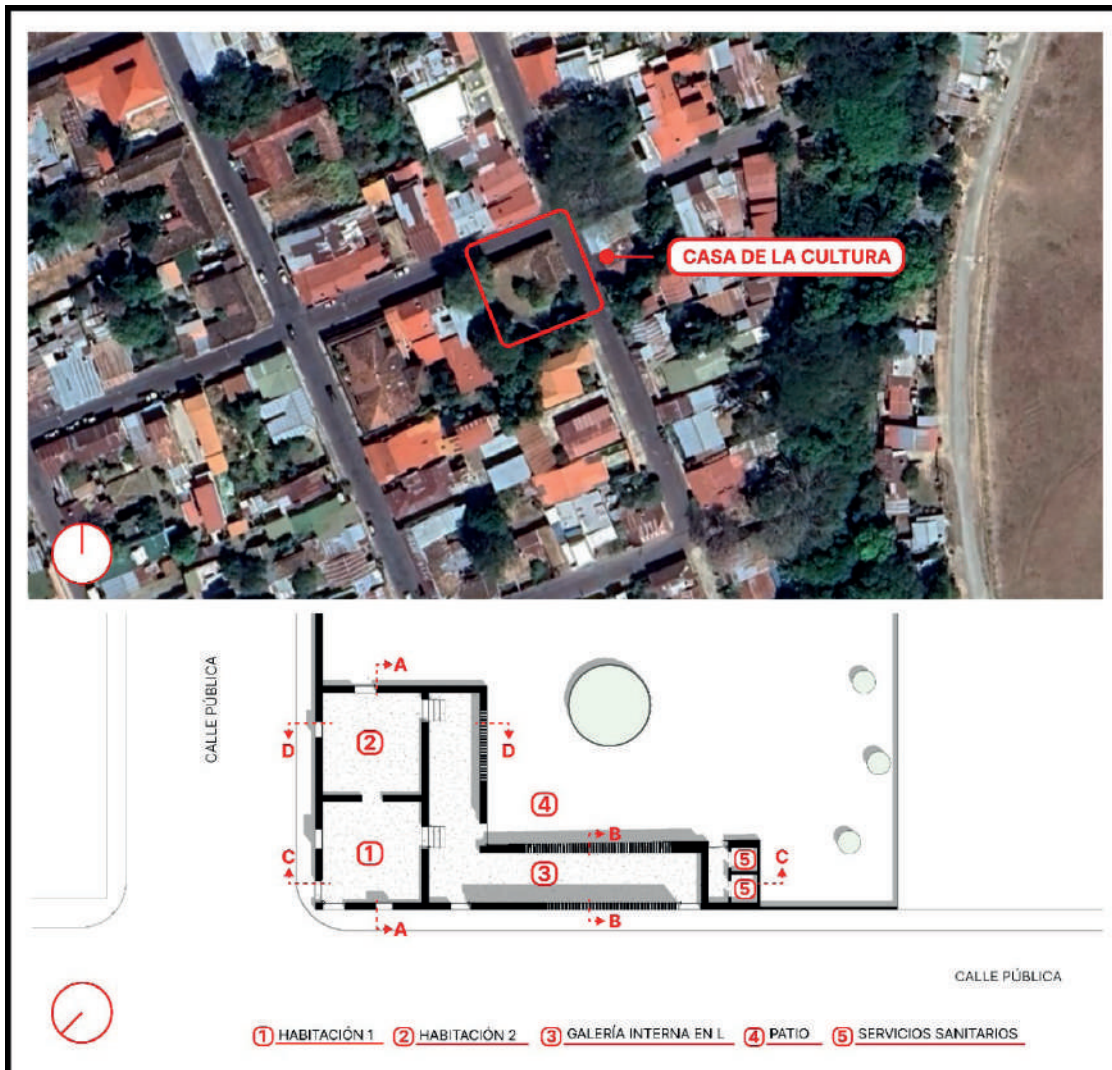 CASA DE LA CULTURA
CALLE PÚBLICA
A
D
2
D
4
B
1
C
3
5
C
5
A
B
CALLE PÚBLICA
1 HABITACIÓN 1 2 HABITACIÓN 2 3 GALERÍA INTERNA EN L 4 PATIO 5 SERVICIOS SANITARIOS